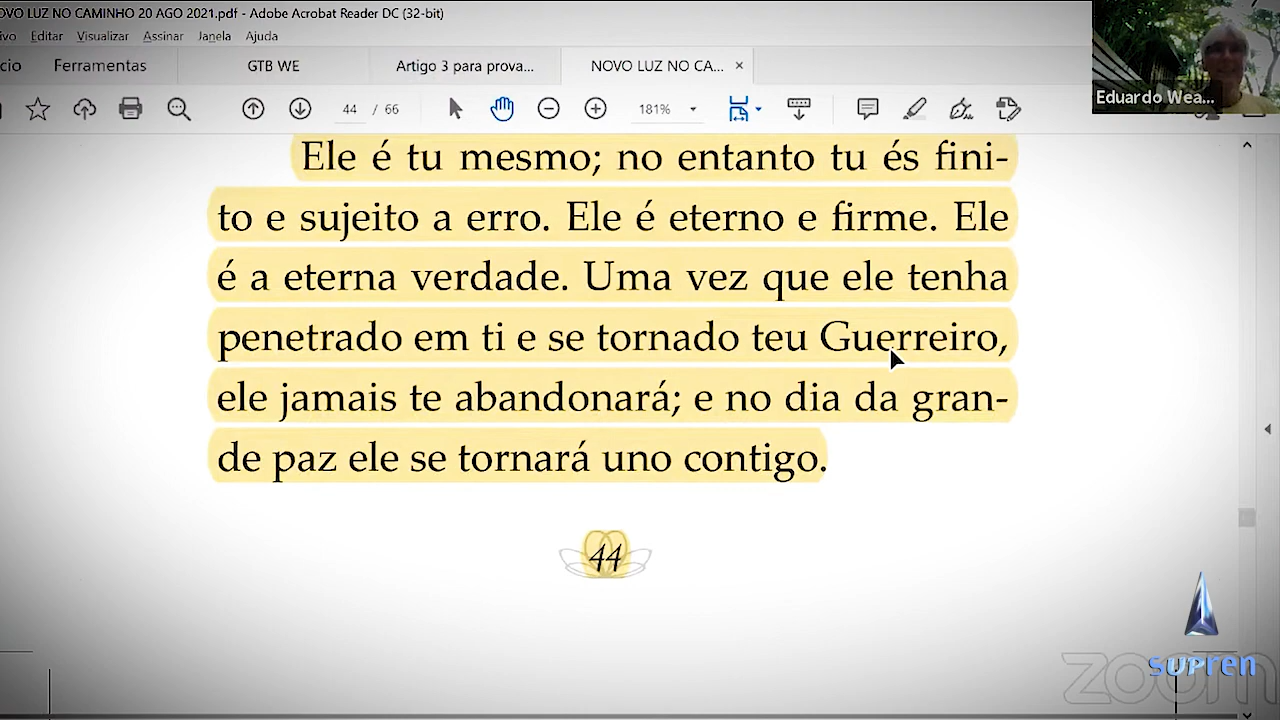 OVO LUZ NO CAMINHO 20 AGO 2021.pdf - Adobe Acrobat Reader DC (32-bit)
ivo Editar Visualizar Assinar Janela Ajuda
cio Ferramentas GTB WE Artigo 3 para prova... NOVO LUZ NO CA... ×
44 / 66 181%
Eduardo Wea...
Ele é tu mesmo; no entanto tu és fini-
to e sujeito a erro. Ele é eterno e firme. Ele
é a eterna verdade. Uma vez que ele tenha
penetrado em ti e se tornado teu Guerreiro,
ele jamais te abandonará; e no dia da gran-
de paz ele se tornará uno contigo.
44
supren
zoom